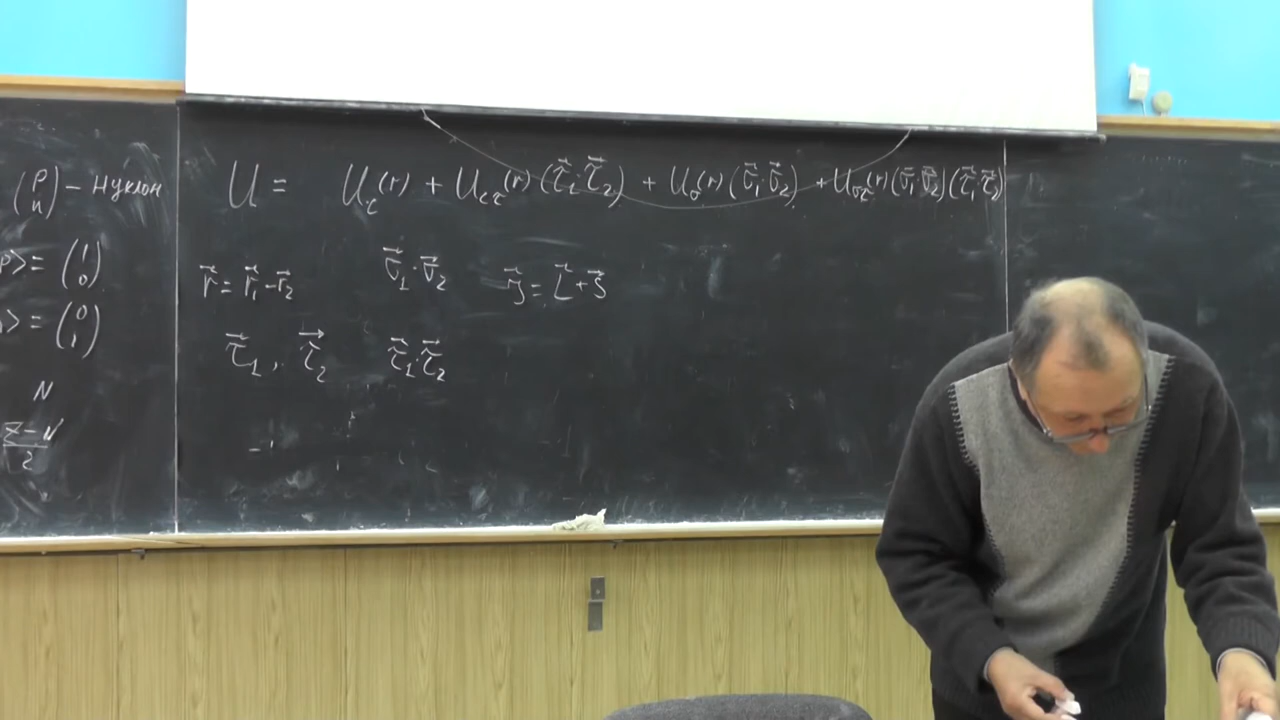 (p n) – нуклон
p> = (1 0)
n> = (0 1)
N
Z–N / 2
U = U_c(r) + U_cτ(r)(τ⃗₁·τ⃗₂) + U_σ(r)(σ⃗₁·σ⃗₂) + U_στ(r)(σ⃗₁·σ⃗₂)(τ⃗₁·τ⃗₂)
r⃗ = r⃗₁ – r⃗₂ σ⃗₁·σ⃗₂ J⃗ = L⃗ + S⃗
τ⃗₁, τ⃗₂ τ⃗₁·τ⃗₂